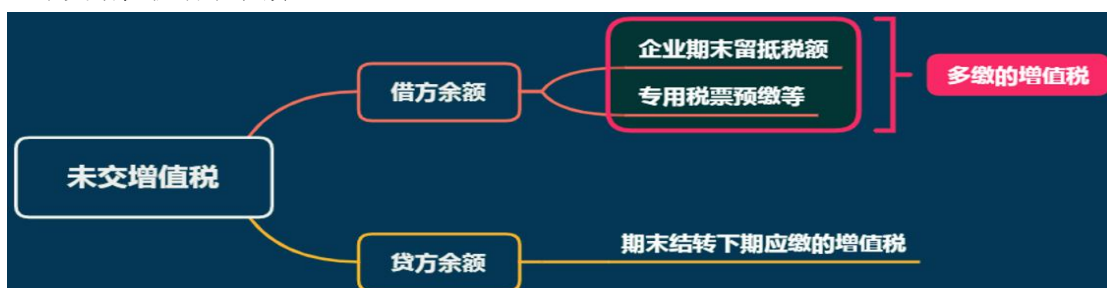 未交增值税
借方余额
企业期末留抵税额
专用税票预缴等
多缴的增值税
贷方余额
期末结转下期应缴的增值税